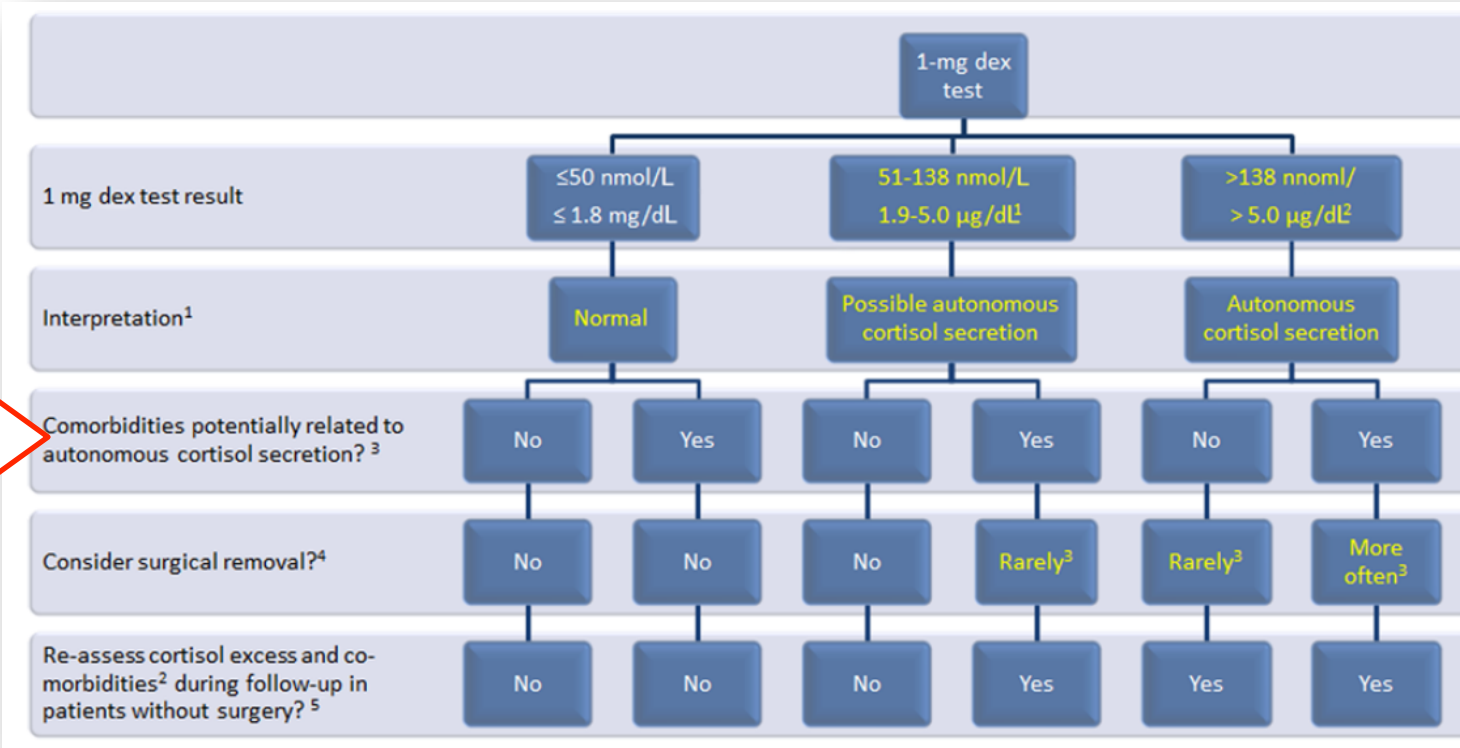 1-mg dex
test
1 mg dex test result
≤50 nmol/L
≤ 1.8 mg/dL
51-138 nmol/L
1.9-5.0 µg/dL1
>138 nnoml/
> 5.0 µg/dL2
Interpretation1
Normal
Possible autonomous
cortisol secretion
Autonomous
cortisol secretion
Comorbidities potentially related to
autonomous cortisol secretion? 3
No
Yes
No
Yes
No
Yes
Consider surgical removal?4
No
No
No
Rarely3
Rarely3
More
often3
Re-assess cortisol excess and co-
morbidities2 during follow-up in
patients without surgery? 5
No
No
No
Yes
Yes
Yes